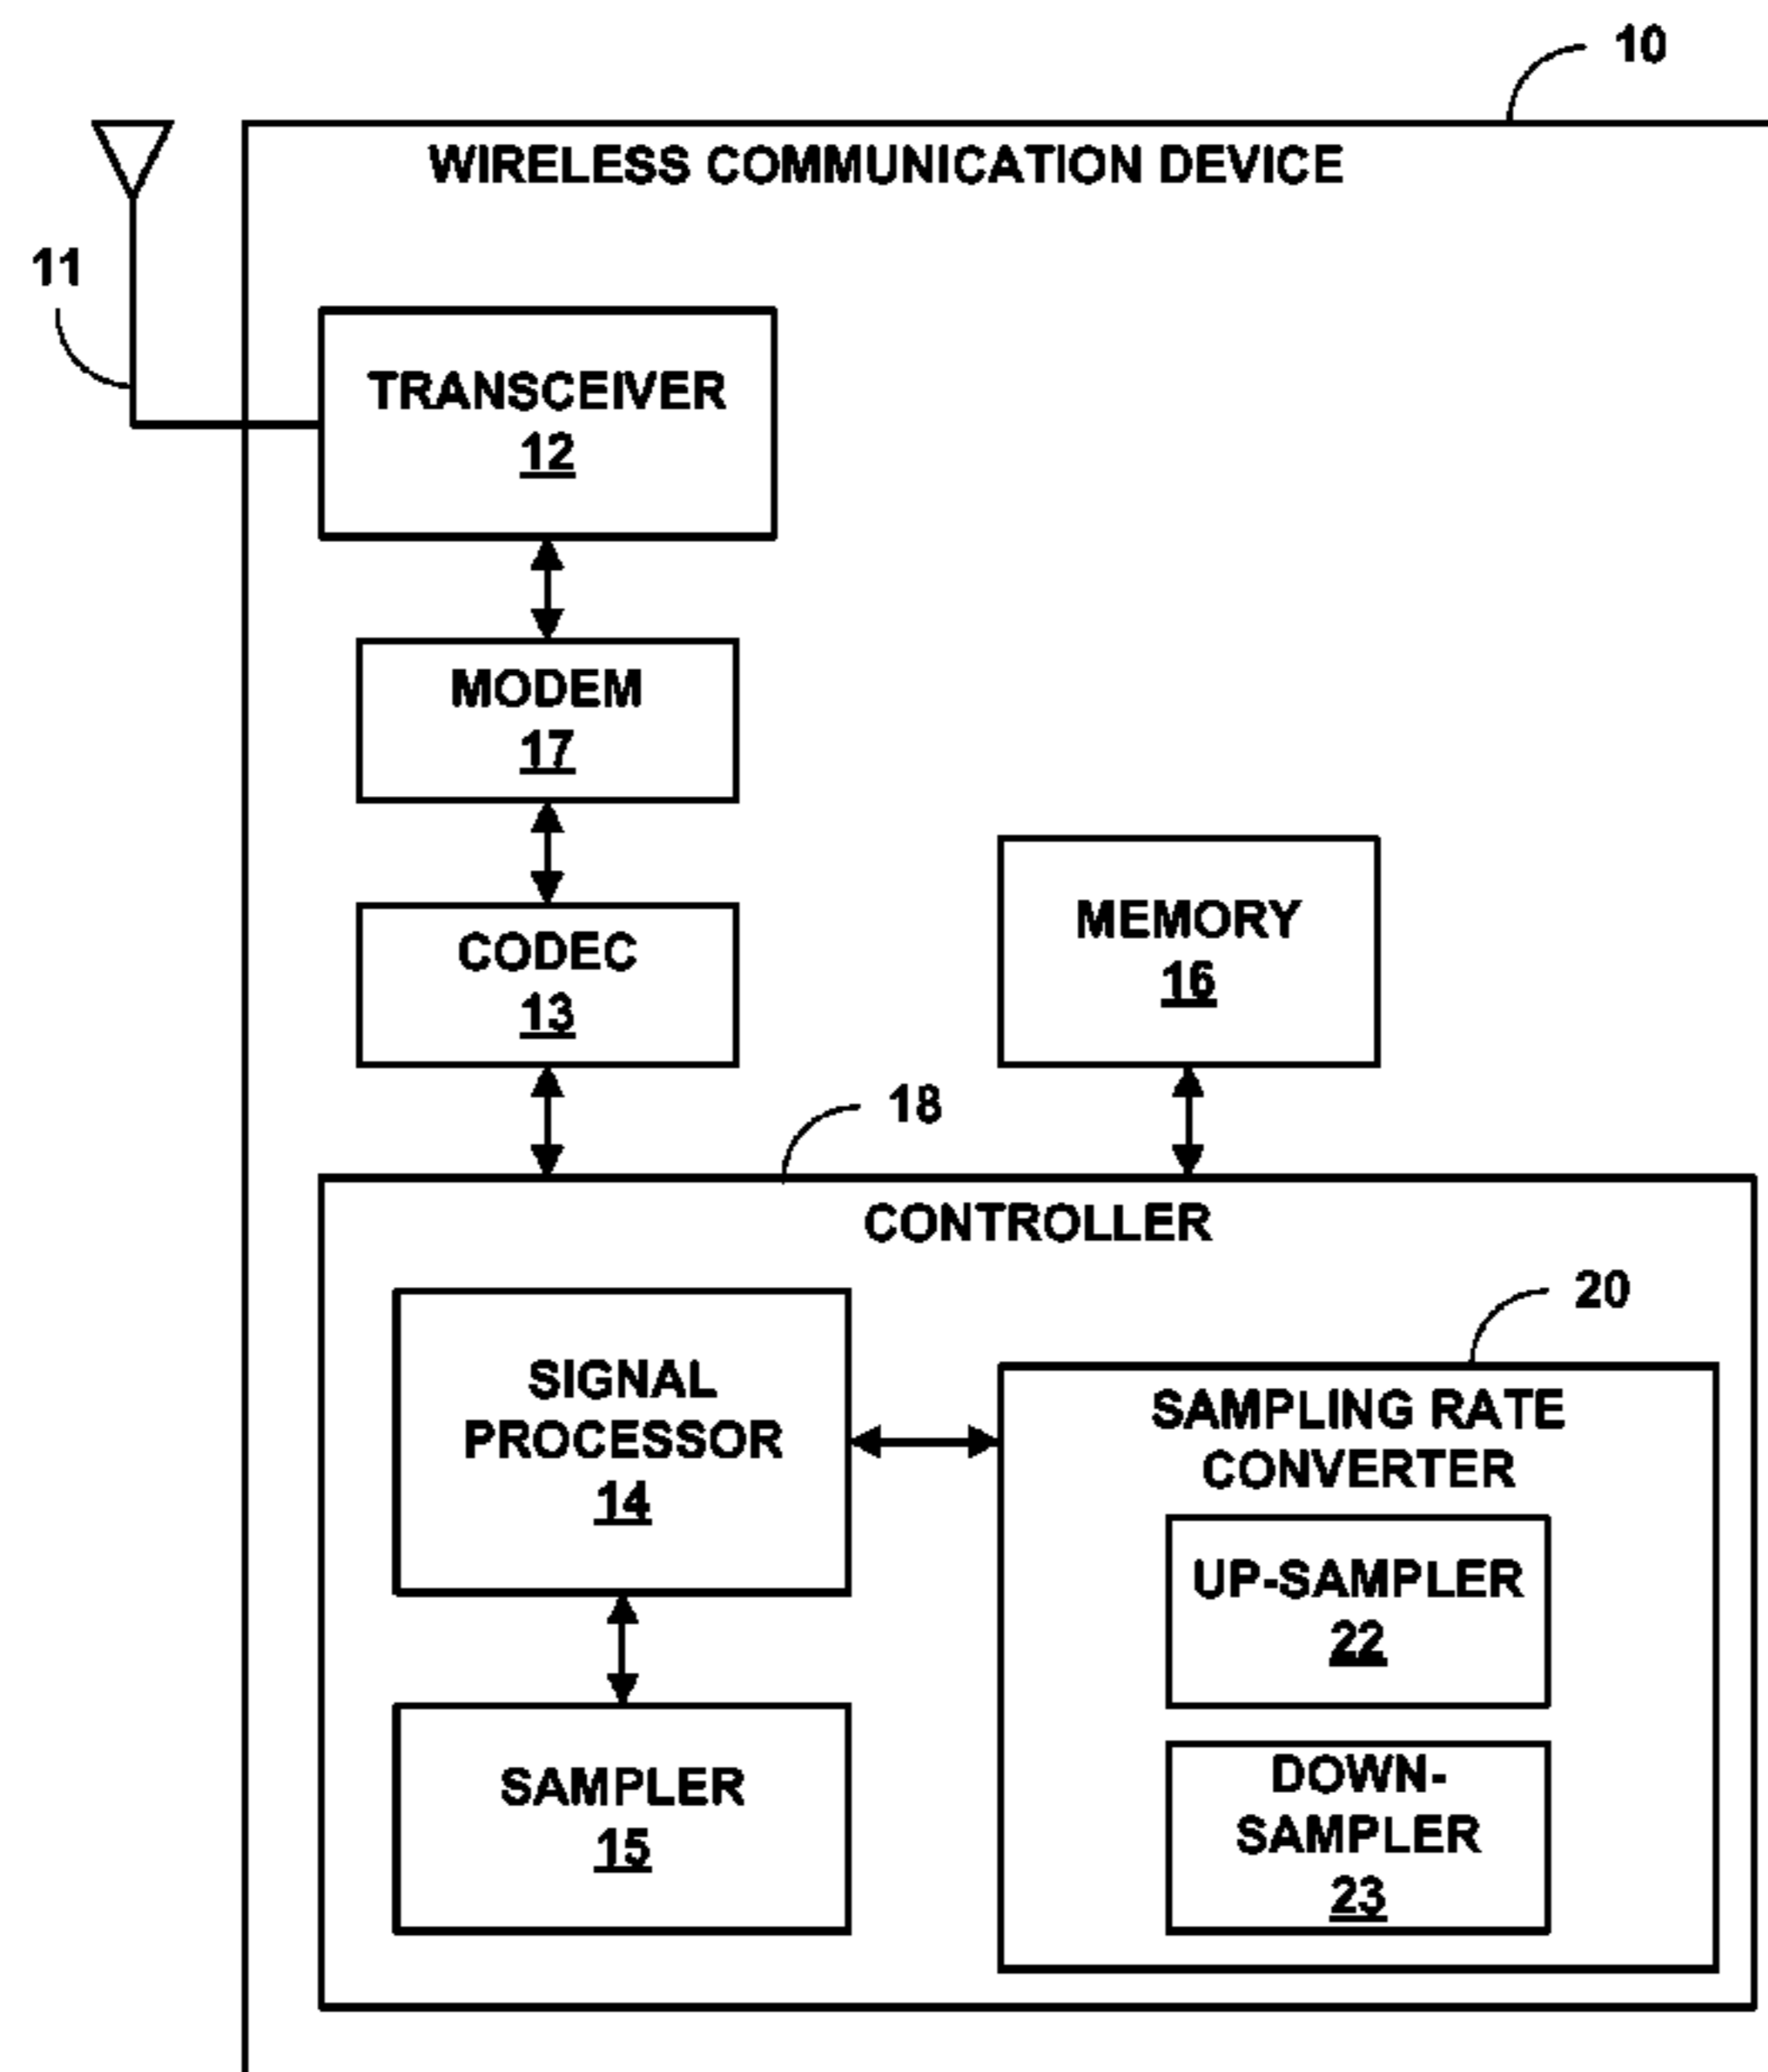 10
WIRELESS COMMUNICATION DEVICE
11
TRANSCEIVER
12
MODEM
17
CODEC
13
MEMORY
16
18
CONTROLLER
SIGNAL
PROCESSOR
14
20
SAMPLING RATE
CONVERTER
UP-SAMPLER
22
SAMPLER
15
DOWN-
SAMPLER
23